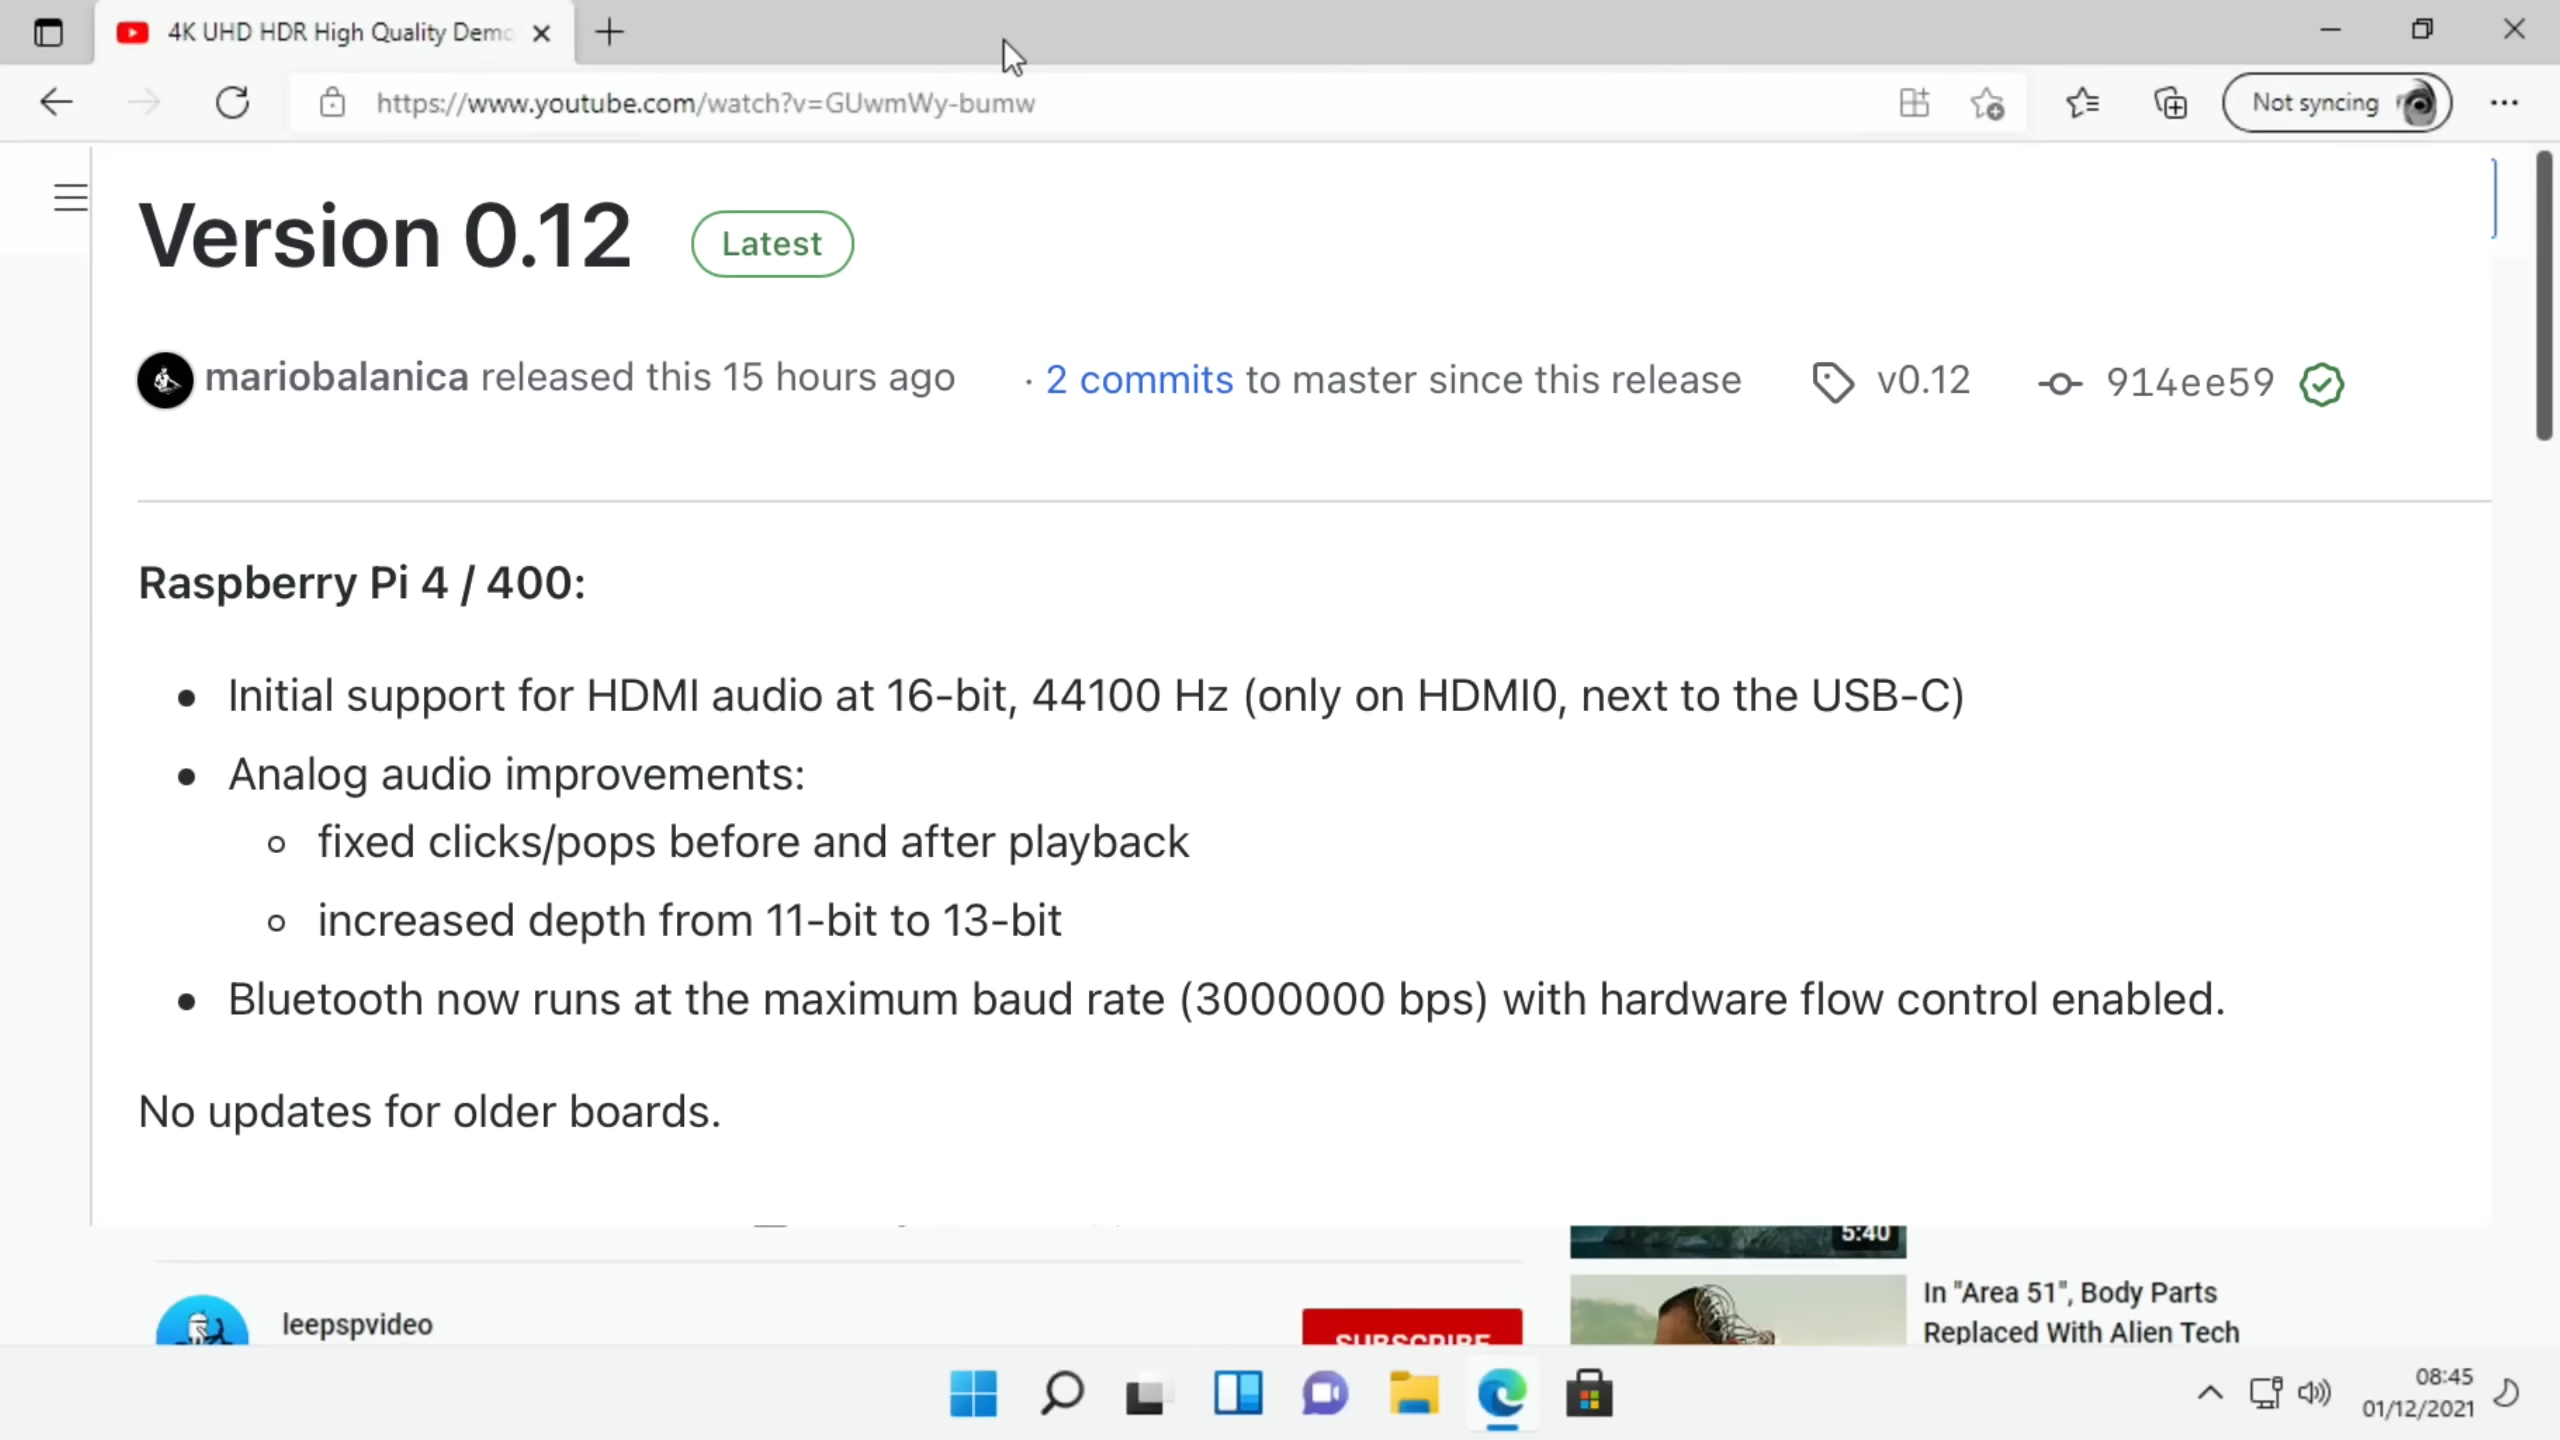 4K UHD HDR High Quality Demo
https://www.youtube.com/watch?v=GUwmWy-bumw
Not syncing
Version 0.12 Latest
mariobalanica released this 15 hours ago · 2 commits to master since this release v0.12 914ee59
Raspberry Pi 4 / 400:
Initial support for HDMI audio at 16-bit, 44100 Hz (only on HDMI0, next to the USB-C)
Analog audio improvements:
fixed clicks/pops before and after playback
increased depth from 11-bit to 13-bit
Bluetooth now runs at the maximum baud rate (3000000 bps) with hardware flow control enabled.
No updates for older boards.
5:40
leepspvideo
SUBSCRIBE
In "Area 51", Body Parts
Replaced With Alien Tech
08:45
01/12/2021